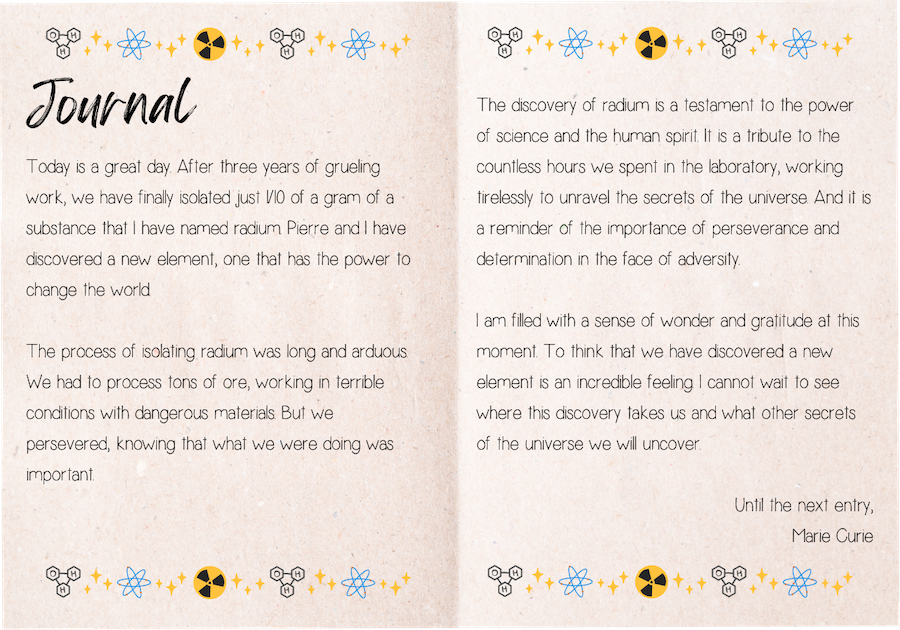 Journal
Today is a great day. After three years of grueling
work, we have finally isolated just 1/10 of a gram of a
substance that I have named radium. Pierre and I have
discovered a new element, one that has the power to
change the world.
The process of isolating radium was long and arduous.
We had to process tons of ore, working in terrible
conditions with dangerous materials. But we
persevered, knowing that what we were doing was
important.
The discovery of radium is a testament to the power
of science and the human spirit. It is a tribute to the
countless hours we spent in the laboratory, working
tirelessly to unravel the secrets of the universe. And it is
a reminder of the importance of perseverance and
determination in the face of adversity.
I am filled with a sense of wonder and gratitude at this
moment. To think that we have discovered a new
element is an incredible feeling. I cannot wait to see
where this discovery takes us and what other secrets
of the universe we will uncover.
Until the next entry,
Marie Curie